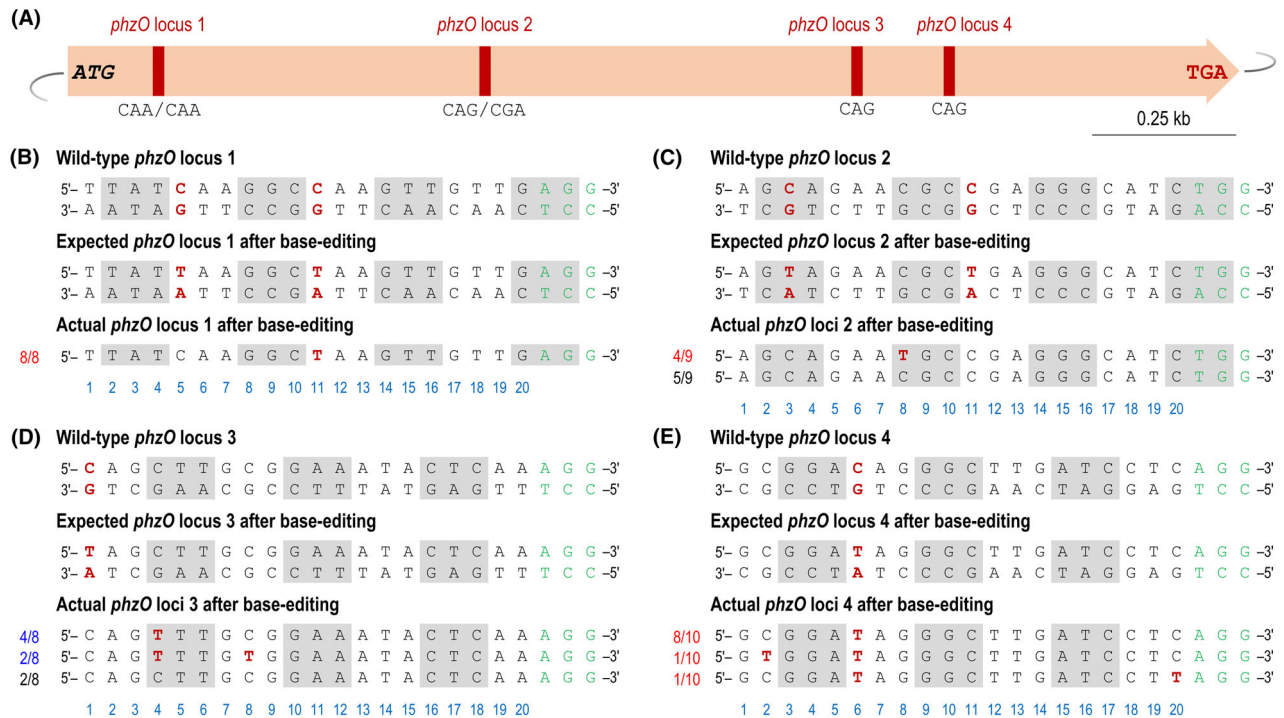 (A)
phzO locus 1 phzO locus 2 phzO locus 3 phzO locus 4
ATG TGA
CAA/CAA CAG/CGA CAG CAG
0.25 kb
(B) Wild-type phzO locus 1
5'– T T A T C A A G G C C A A G T T G T T G A G G –3'
3'– A A T A G T T C C G G T T C A A C A A C T C C –5'
Expected phzO locus 1 after base-editing
5'– T T A T T A A G G C T A A G T T G T T G A G G –3'
3'– A A T A A T T C C G A T T C A A C A A C T C C –5'
Actual phzO locus 1 after base-editing
8/8 5'– T T A T C A A G G C T A A G T T G T T G A G G –3'
1 2 3 4 5 6 7 8 9 10 11 12 13 14 15 16 17 18 19 20
(C) Wild-type phzO locus 2
5'– A G C A G A A C G C C G A G G G C A T C T G G –3'
3'– T C G T C T T G C G G C T C C C G T A G A C C –5'
Expected phzO locus 2 after base-editing
5'– A G T A G A A C G C T G A G G G C A T C T G G –3'
3'– T C A T C T T G C G A C T C C C G T A G A C C –5'
Actual phzO loci 2 after base-editing
4/9 5'– A G C A G A A T G C C G A G G G C A T C T G G –3'
5/9 5'– A G C A G A A C G C C G A G G G C A T C T G G –3'
1 2 3 4 5 6 7 8 9 10 11 12 13 14 15 16 17 18 19 20
(D) Wild-type phzO locus 3
5'– C A G C T T G C G G A A A T A C T C A A A G G –3'
3'– G T C G A A C G C C T T T A T G A G T T T C C –5'
Expected phzO locus 3 after base-editing
5'– T A G C T T G C G G A A A T A C T C A A A G G –3'
3'– A T C G A A C G C C T T T A T G A G T T T C C –5'
Actual phzO loci 3 after base-editing
4/8 5'– C A G T T T G C G G A A A T A C T C A A A G G –3'
2/8 5'– C A G T T T G T G G A A A T A C T C A A A G G –3'
2/8 5'– C A G C T T G C G G A A A T A C T C A A A G G –3'
1 2 3 4 5 6 7 8 9 10 11 12 13 14 15 16 17 18 19 20
(E) Wild-type phzO locus 4
5'– G C G G A C A G G G C T T G A T C C T C A G G –3'
3'– C G C C T G T C C C G A A C T A G G A G T C C –5'
Expected phzO locus 4 after base-editing
5'– G C G G A T A G G G C T T G A T C C T C A G G –3'
3'– C G C C T A T C C C G A A C T A G G A G T C C –5'
Actual phzO loci 4 after base-editing
8/10 5'– G C G G A T A G G G C T T G A T C C T C A G G –3'
1/10 5'– G T G G A T A G G G C T T G A T C C T C A G G –3'
1/10 5'– G C G G A T A G G G C T T G A T C C T T A G G –3'
1 2 3 4 5 6 7 8 9 10 11 12 13 14 15 16 17 18 19 20